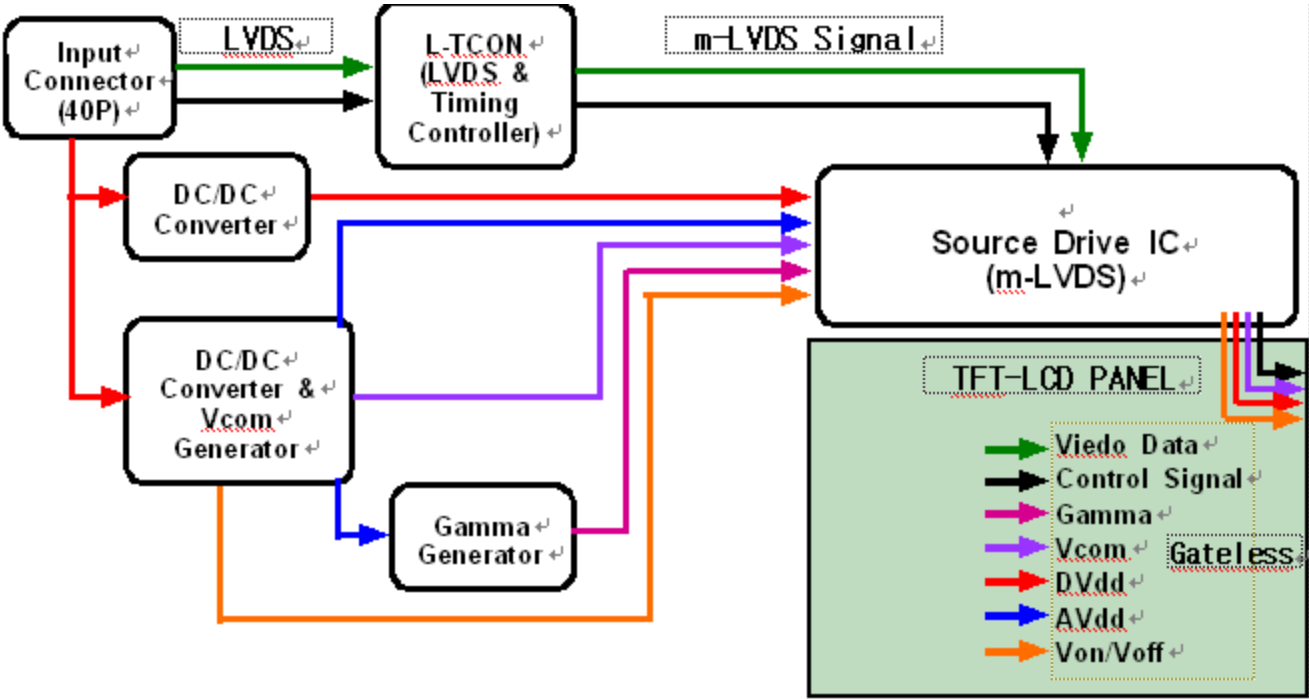 Input
Connector
(40P)
LVDS
L-TCON
(LVDS &
Timing
Controller)
m-LVDS Signal
DC/DC
Converter
Source Drive IC
(m-LVDS)
DC/DC
Converter &
Vcom
Generator
Gamma
Generator
TFT-LCD PANEL
Viedo Data
Control Signal
Gamma
Vcom
Gateless
DVdd
AVdd
Von/Voff